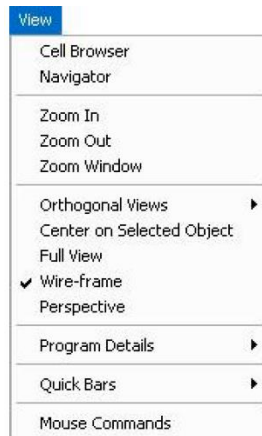 View
Cell Browser
Navigator
Zoom In
Zoom Out
Zoom Window
Orthogonal Views
Center on Selected Object
Full View
Wire-frame
Perspective
Program Details
Quick Bars
Mouse Commands